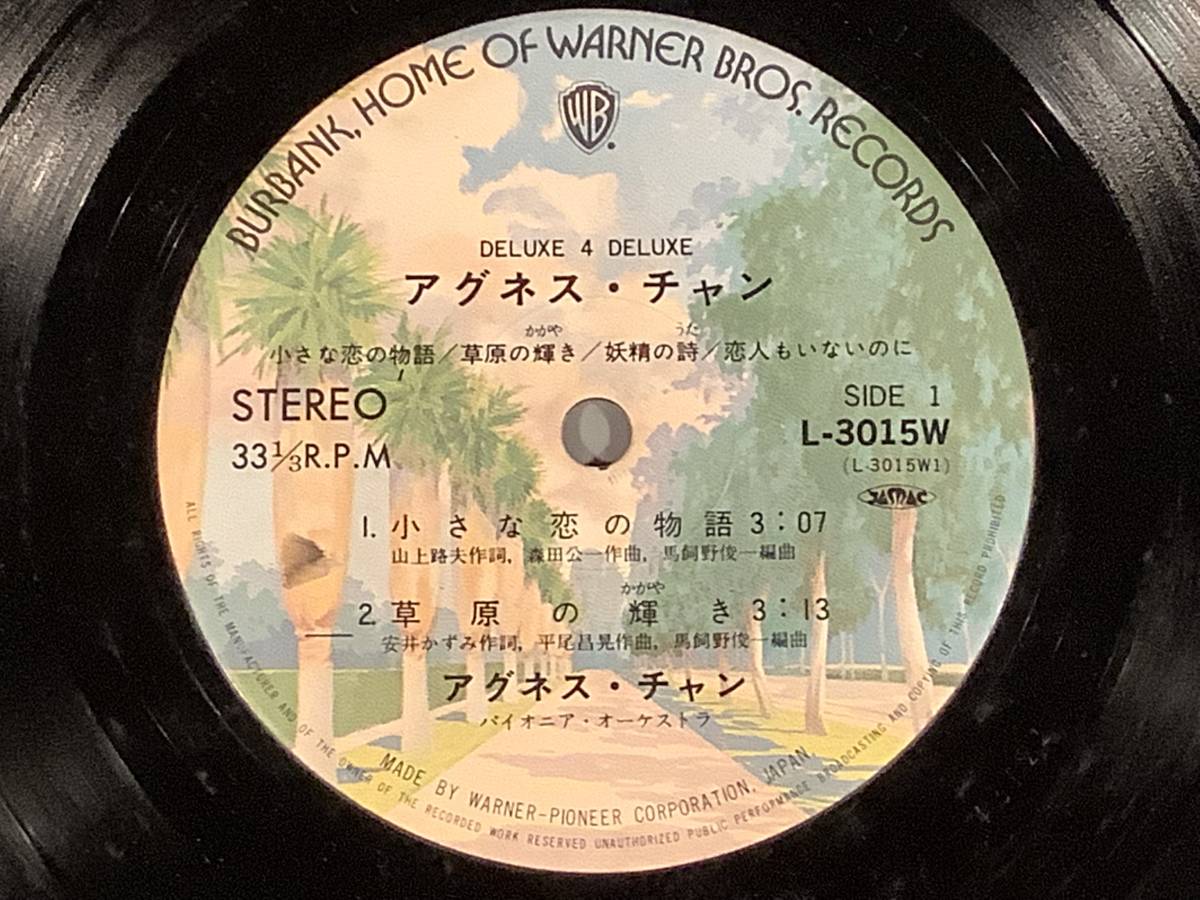 BURBANK, HOME OF WARNER BROS. RECORDS
WB
DELUXE 4 DELUXE
アグネス・チャン
かがや うた
小さな恋の物語／草原の輝き／妖精の詩／恋人もいないのに
STEREO
33⅓R.P.M
SIDE 1
L-3015W
(L-3015W1)
JASRAC
1. 小さな恋の物語 3:07
山上路夫作詞, 森田公一作曲, 馬飼野俊一編曲
かがや
2. 草原の輝き 3:13
安井かずみ作詞, 平尾昌晃作曲, 馬飼野俊一編曲
アグネス・チャン
パイオニア・オーケストラ
MADE BY WARNER-PIONEER CORPORATION, JAPAN.
ALL RIGHTS OF THE MANUFACTURER AND OF THE OWNER OF THE RECORDED WORK RESERVED UNAUTHORIZED PUBLIC PERFORMANCE BROADCASTING AND COPYING OF THIS RECORD PROHIBITED